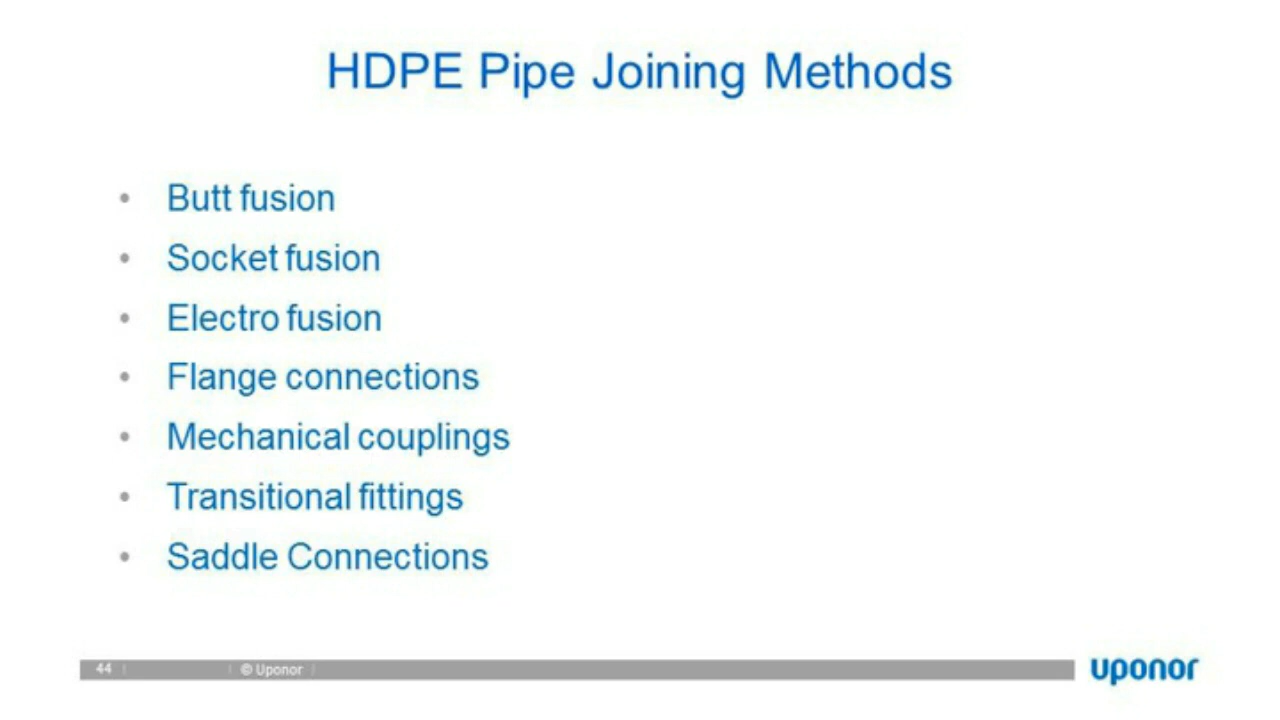 HDPE Pipe Joining Methods
• Butt fusion
• Socket fusion
• Electro fusion
• Flange connections
• Mechanical couplings
• Transitional fittings
• Saddle Connections
44 | | © Uponor |
uponor